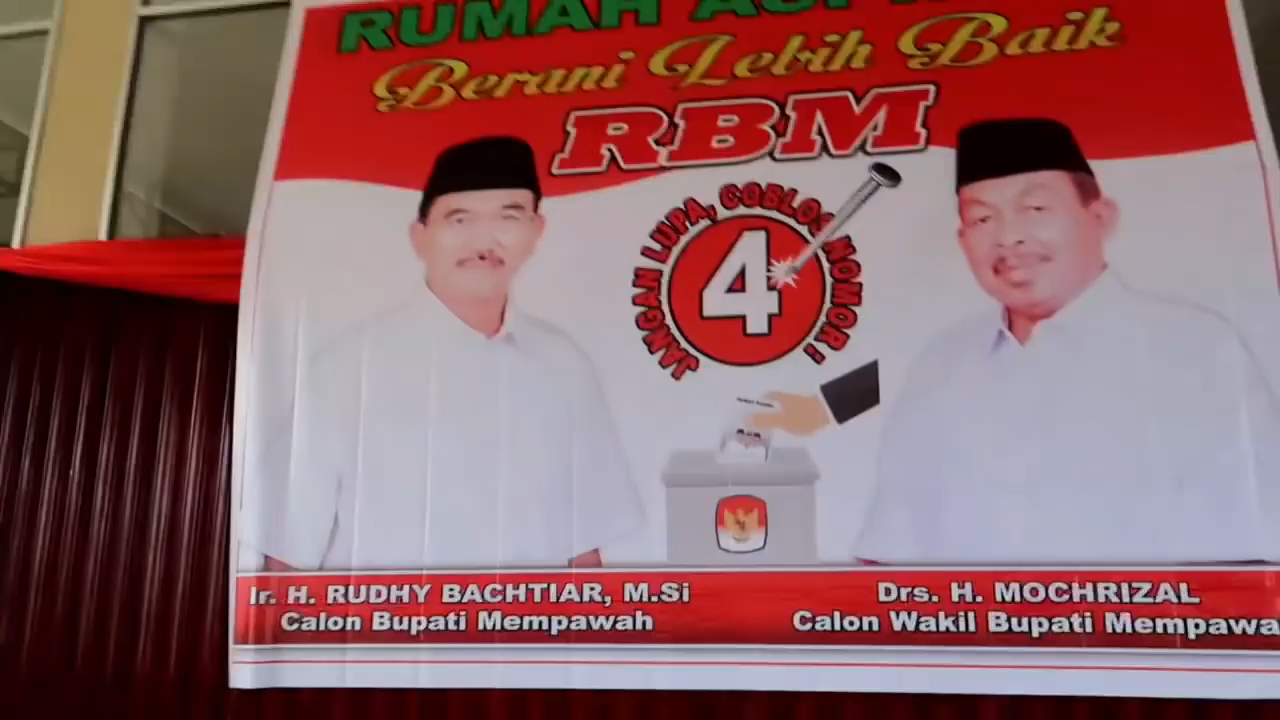 RUMAH
Berani Lebih Baik
RBM
JANGAN LUPA, COBLOS NOMOR :
4
Ir. H. RUDHY BACHTIAR, M.Si
Calon Bupati Mempawah
Drs. H. MOCHRIZAL
Calon Wakil Bupati Mempawa